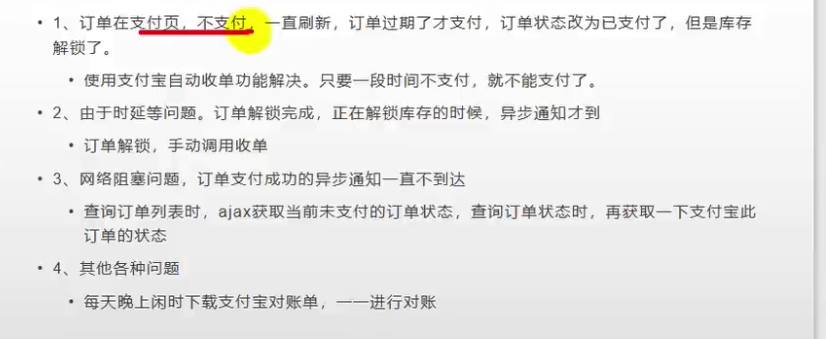 • 1、订单在支付页，不支付，一直刷新，订单过期了才支付，订单状态改为已支付了，但是库存
解锁了。
• 使用支付宝自动收单功能解决。只要一段时间不支付，就不能支付了。
• 2、由于时延等问题。订单解锁完成，正在解锁库存的时候，异步通知才到
• 订单解锁，手动调用收单
• 3、网络阻塞问题，订单支付成功的异步通知一直不到达
• 查询订单列表时，ajax获取当前未支付的订单状态，查询订单状态时，再获取一下支付宝此
订单的状态
• 4、其他各种问题
• 每天晚上闲时下载支付宝对账单，一一进行对账